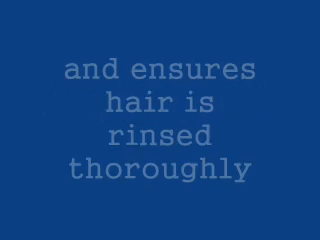 and ensures
hair is
rinsed
thoroughly